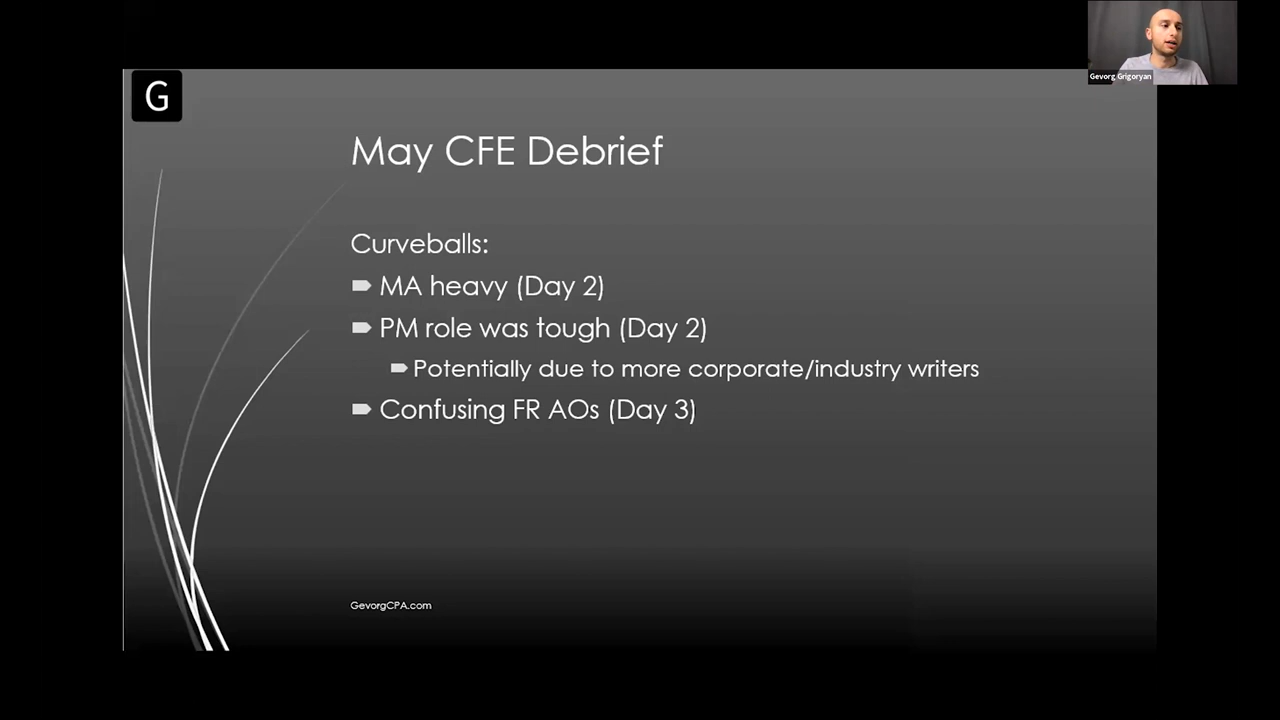 Gevorg Grigoryan
G
May CFE Debrief
Curveballs:
MA heavy (Day 2)
PM role was tough (Day 2)
Potentially due to more corporate/industry writers
Confusing FR AOs (Day 3)
GevorgCPA.com